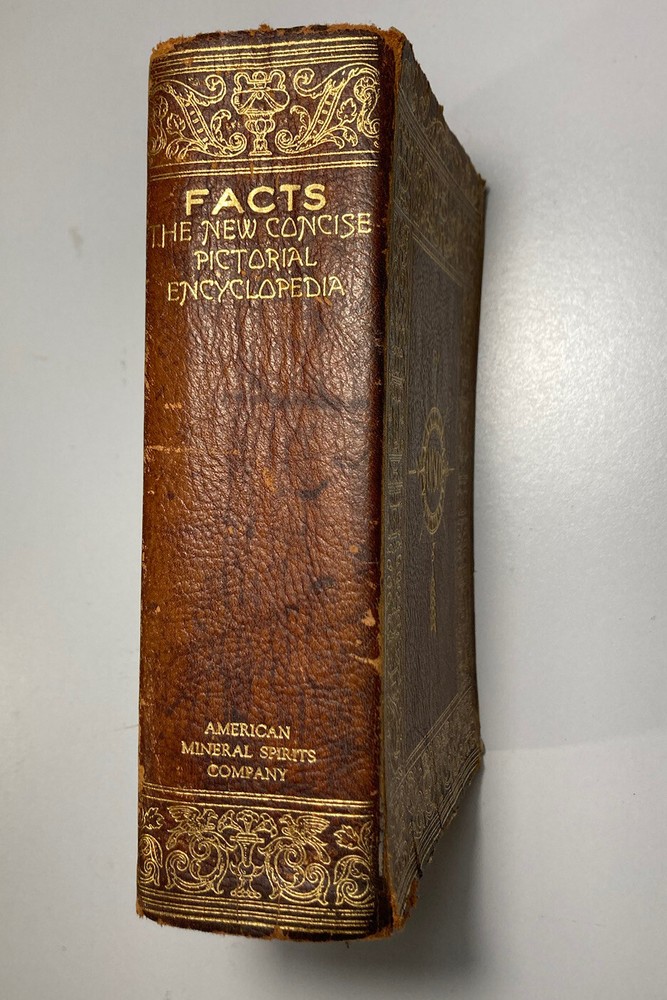 FACTS
THE NEW CONCISE
PICTORIAL
ENCYCLOPEDIA
AMERICAN
MINERAL SPIRITS
COMPANY